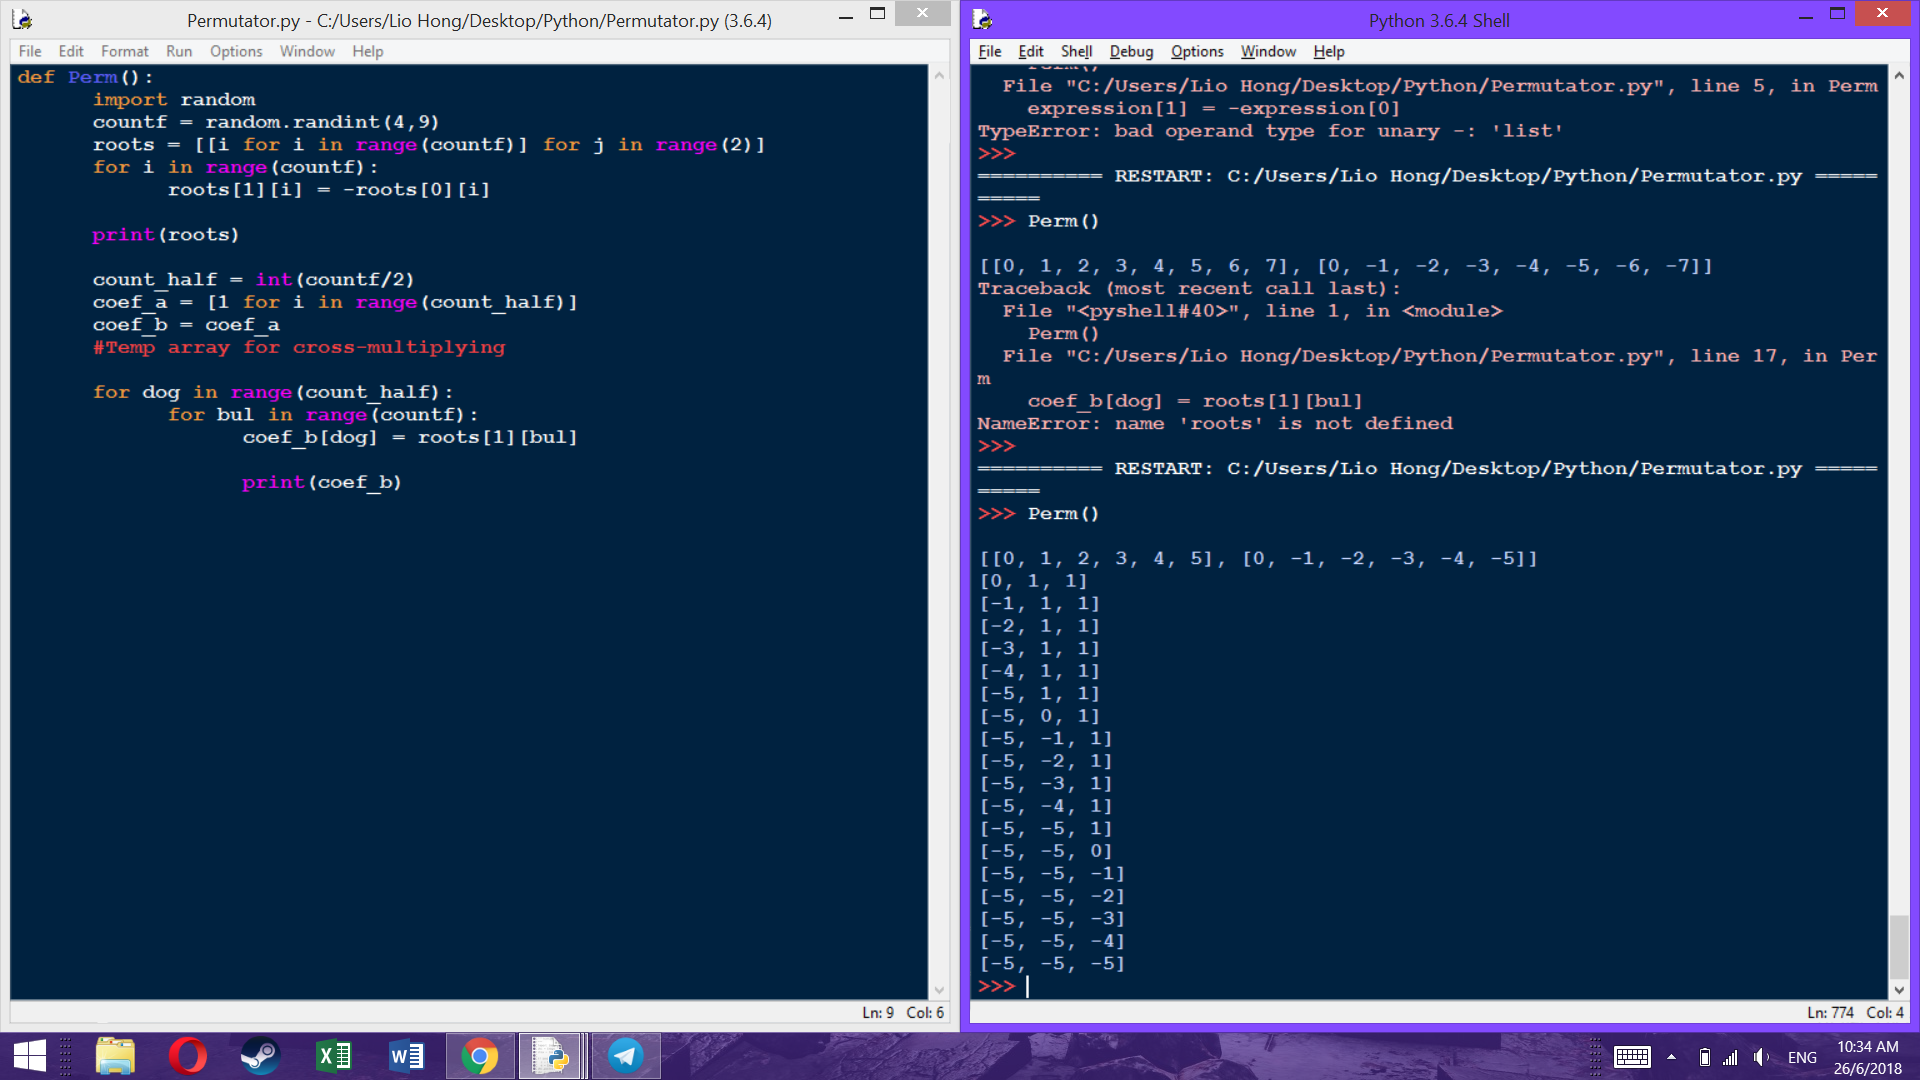 Permutator.py - C:/Users/Lio Hong/Desktop/Python/Permutator.py (3.6.4)
File Edit Format Run Options Window Help
def Perm():
import random
countf = random.randint(4,9)
roots = [[i for i in range(countf)] for j in range(2)]
for i in range(countf):
roots[1][i] = -roots[0][i]
print(roots)
count_half = int(countf/2)
coef_a = [1 for i in range(count_half)]
coef_b = coef_a
#Temp array for cross-multiplying
for dog in range(count_half):
for bul in range(countf):
coef_b[dog] = roots[1][bul]
print(coef_b)
Ln: 9 Col: 6
Python 3.6.4 Shell
File Edit Shell Debug Options Window Help
Perm()
File "C:/Users/Lio Hong/Desktop/Python/Permutator.py", line 5, in Perm
expression[1] = -expression[0]
TypeError: bad operand type for unary -: 'list'
>>>
========== RESTART: C:/Users/Lio Hong/Desktop/Python/Permutator.py =====
=====
>>> Perm()
[[0, 1, 2, 3, 4, 5, 6, 7], [0, -1, -2, -3, -4, -5, -6, -7]]
Traceback (most recent call last):
File "<pyshell#40>", line 1, in <module>
Perm()
File "C:/Users/Lio Hong/Desktop/Python/Permutator.py", line 17, in Per
m
coef_b[dog] = roots[1][bul]
NameError: name 'roots' is not defined
>>>
========== RESTART: C:/Users/Lio Hong/Desktop/Python/Permutator.py =====
=====
>>> Perm()
[[0, 1, 2, 3, 4, 5], [0, -1, -2, -3, -4, -5]]
[0, 1, 1]
[-1, 1, 1]
[-2, 1, 1]
[-3, 1, 1]
[-4, 1, 1]
[-5, 1, 1]
[-5, 0, 1]
[-5, -1, 1]
[-5, -2, 1]
[-5, -3, 1]
[-5, -4, 1]
[-5, -5, 1]
[-5, -5, 0]
[-5, -5, -1]
[-5, -5, -2]
[-5, -5, -3]
[-5, -5, -4]
[-5, -5, -5]
>>>
Ln: 774 Col: 4
ENG
10:34 AM
26/6/2018